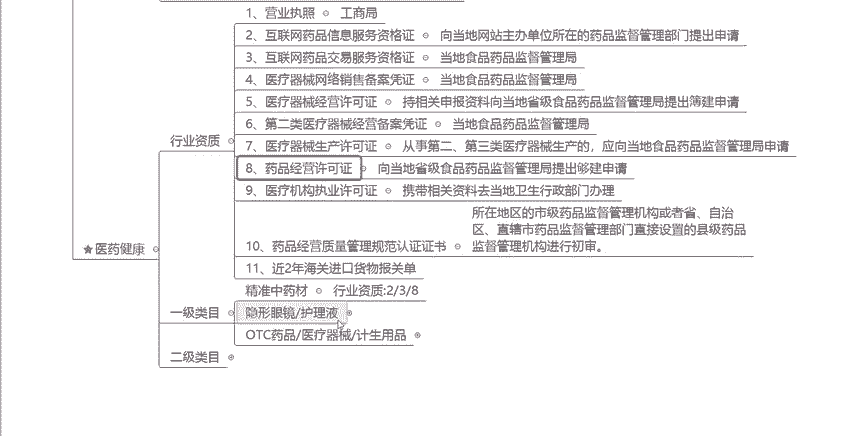 1、营业执照 工商局
2、互联网药品信息服务资格证 向当地网站主办单位所在的药品监督管理部门提出申请
3、互联网药品交易服务资格证 当地食品药品监督管理局
4、医疗器械网络销售备案凭证 当地食品药品监督管理局
5、医疗器械经营许可证 持相关申报资料向当地省级食品药品监督管理局提出簿建申请
6、第二类医疗器械经营备案凭证 当地食品药品监督管理局
行业资质
7、医疗器械生产许可证 从事第二、第三类医疗器械生产的，应向当地食品药品监督管理局申请
8、药品经营许可证 向当地省级食品药品监督管理局提出够建申请
9、医疗机构执业许可证 携带相关资料去当地卫生行政部门办理
所在地区的市级药品监督管理机构或者省、自治
区、直辖市药品监督管理部门直接设置的县级药品
监督管理机构进行初审。
10、药品经营质量管理规范认证证书
★医药健康
11、近2年海关进口货物报关单
精准中药材 行业资质:2/3/8
一级类目
隐形眼镜/护理液
OTC药品/医疗器械/计生用品
二级类目